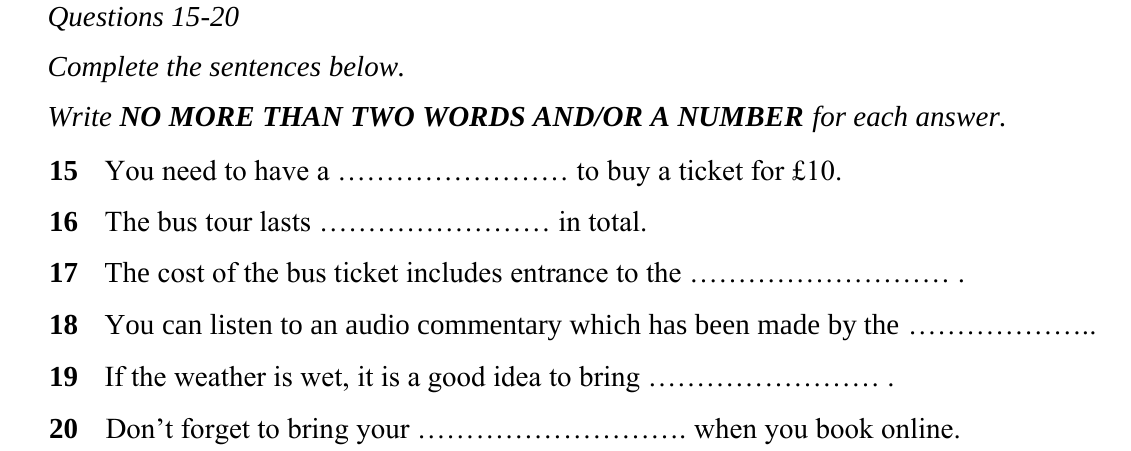 Questions 15-20
Complete the sentences below.
Write NO MORE THAN TWO WORDS AND/OR A NUMBER for each answer.
15 You need to have a …………………… to buy a ticket for £10.
16 The bus tour lasts …………………… in total.
17 The cost of the bus ticket includes entrance to the ……………………… .
18 You can listen to an audio commentary which has been made by the ………………..
19 If the weather is wet, it is a good idea to bring …………………… .
20 Don’t forget to bring your ………………………. when you book online.